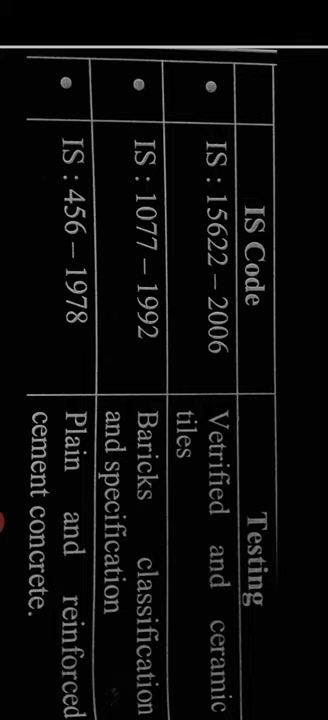 IS Code Testing
• IS : 15622 – 2006 Vetrified and ceramic
tiles
• IS : 1077 – 1992 Baricks classification
and specification
• IS : 456 – 1978 Plain and reinforced
cement concrete.